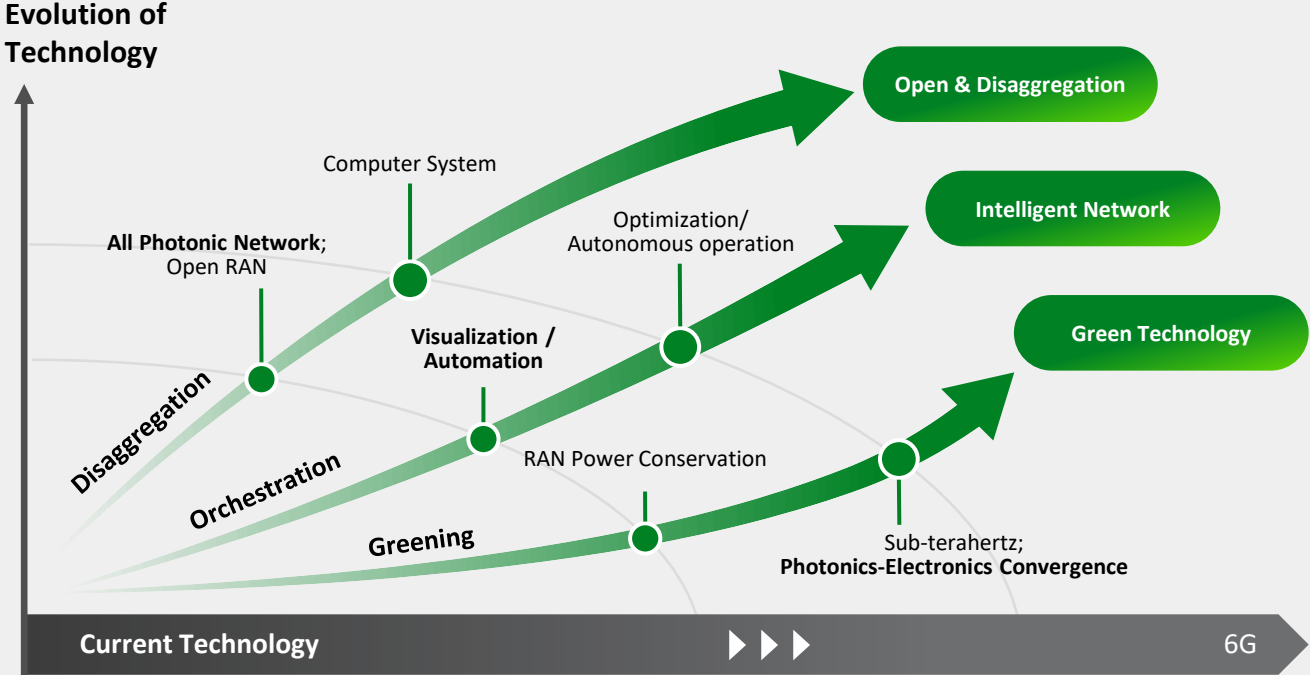 Evolution of
Technology
Open & Disaggregation
Computer System
Intelligent Network
Optimization/
Autonomous operation
All Photonic Network;
Open RAN
Visualization /
Automation
Green Technology
Disaggregation
Orchestration
RAN Power Conservation
Greening
Sub-terahertz;
Photonics-Electronics Convergence
Current Technology
6G